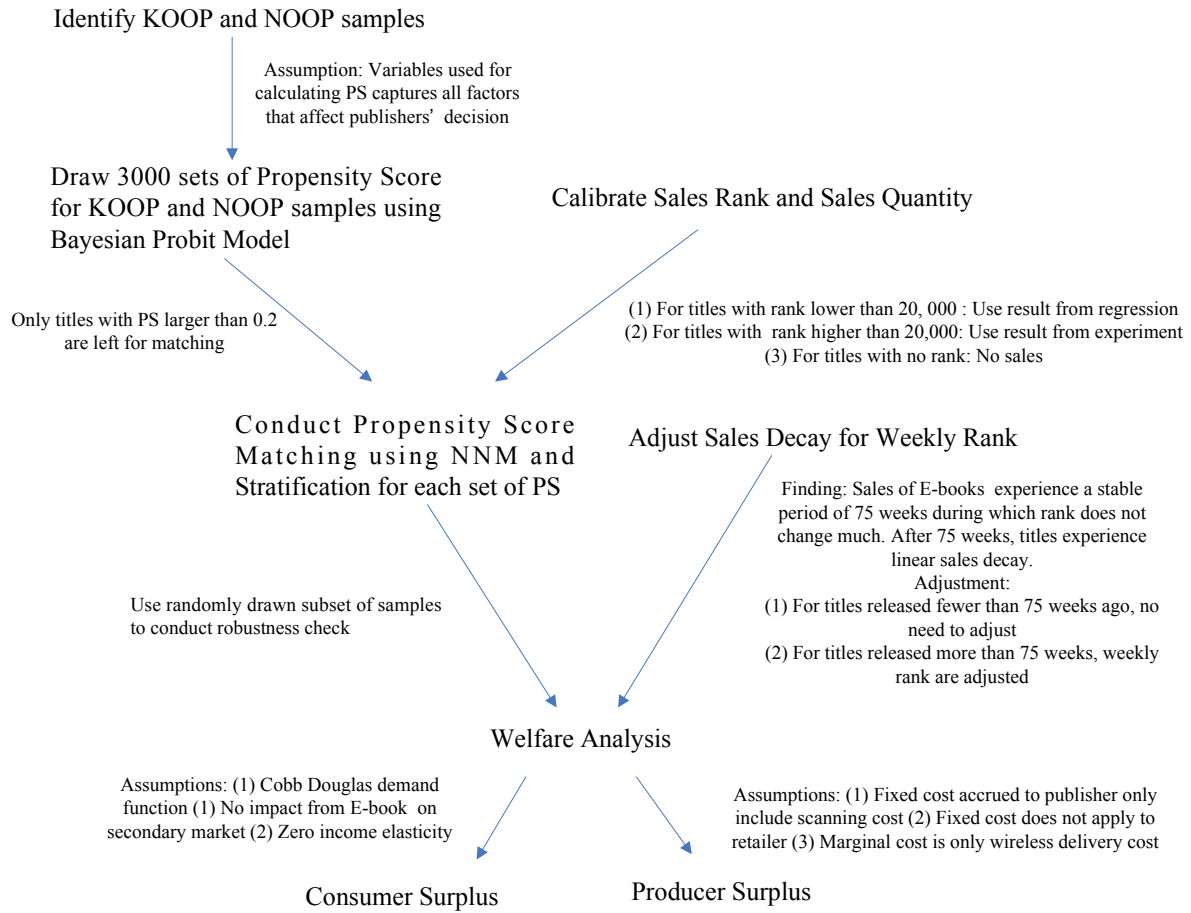 Identify KOOP and NOOP samples
Assumption: Variables used for
calculating PS captures all factors
that affect publishers' decision
Draw 3000 sets of Propensity Score
for KOOP and NOOP samples using
Bayesian Probit Model
Calibrate Sales Rank and Sales Quantity
Only titles with PS larger than 0.2
are left for matching
(1) For titles with rank lower than 20, 000 : Use result from regression
(2) For titles with rank higher than 20,000: Use result from experiment
(3) For titles with no rank: No sales
Conduct Propensity Score
Matching using NNM and
Stratification for each set of PS
Adjust Sales Decay for Weekly Rank
Finding: Sales of E-books experience a stable
period of 75 weeks during which rank does not
change much. After 75 weeks, titles experience
linear sales decay.
Adjustment:
(1) For titles released fewer than 75 weeks ago, no
need to adjust
(2) For titles released more than 75 weeks, weekly
rank are adjusted
Use randomly drawn subset of samples
to conduct robustness check
Welfare Analysis
Assumptions: (1) Cobb Douglas demand
function (1) No impact from E-book on
secondary market (2) Zero income elasticity
Assumptions: (1) Fixed cost accrued to publisher only
include scanning cost (2) Fixed cost does not apply to
retailer (3) Marginal cost is only wireless delivery cost
Consumer Surplus
Producer Surplus